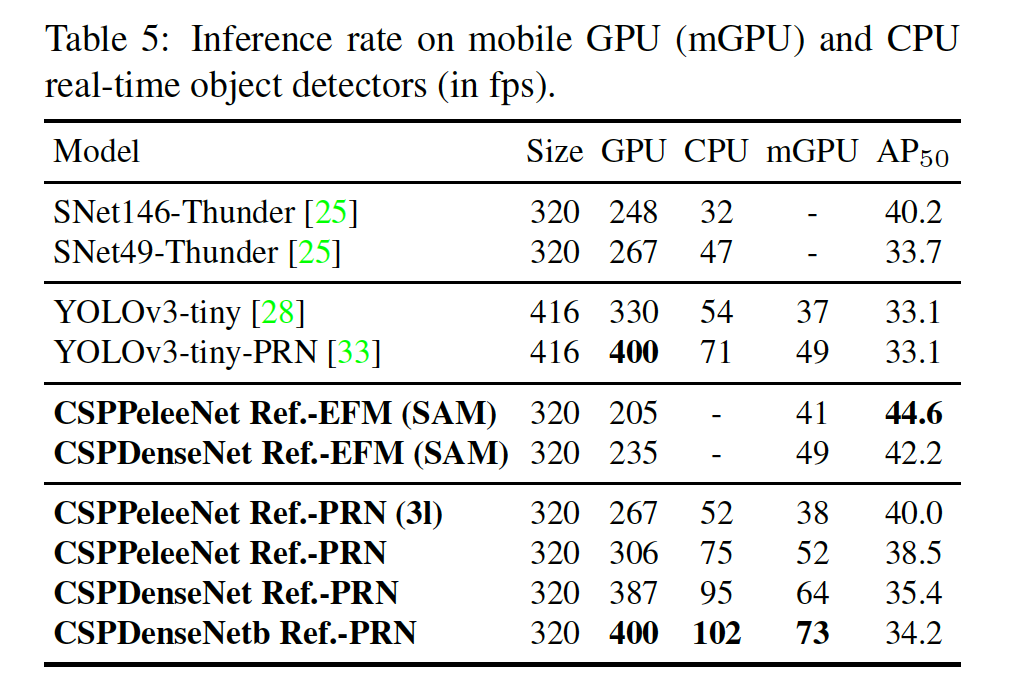 Table 5: Inference rate on mobile GPU (mGPU) and CPU
real-time object detectors (in fps).
Model Size GPU CPU mGPU AP50
SNet146-Thunder [25] 320 248 32 - 40.2
SNet49-Thunder [25] 320 267 47 - 33.7
YOLOv3-tiny [28] 416 330 54 37 33.1
YOLOv3-tiny-PRN [33] 416 400 71 49 33.1
CSPPeleeNet Ref.-EFM (SAM) 320 205 - 41 44.6
CSPDenseNet Ref.-EFM (SAM) 320 235 - 49 42.2
CSPPeleeNet Ref.-PRN (3l) 320 267 52 38 40.0
CSPPeleeNet Ref.-PRN 320 306 75 52 38.5
CSPDenseNet Ref.-PRN 320 387 95 64 35.4
CSPDenseNetb Ref.-PRN 320 400 102 73 34.2